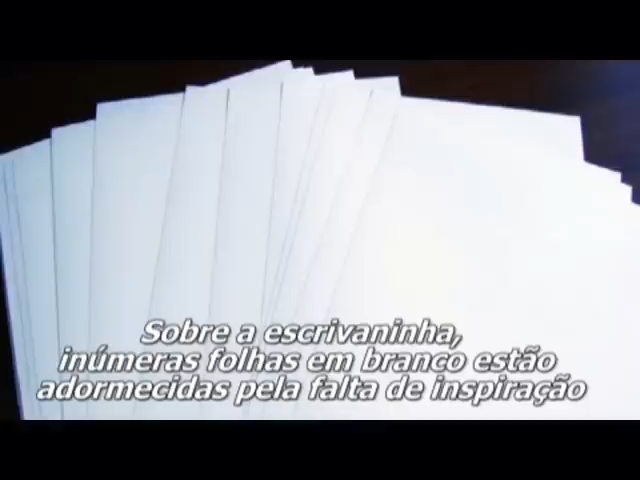 Sobre a escrivaninha,
inúmeras folhas em branco estão
adormecidas pela falta de inspiração